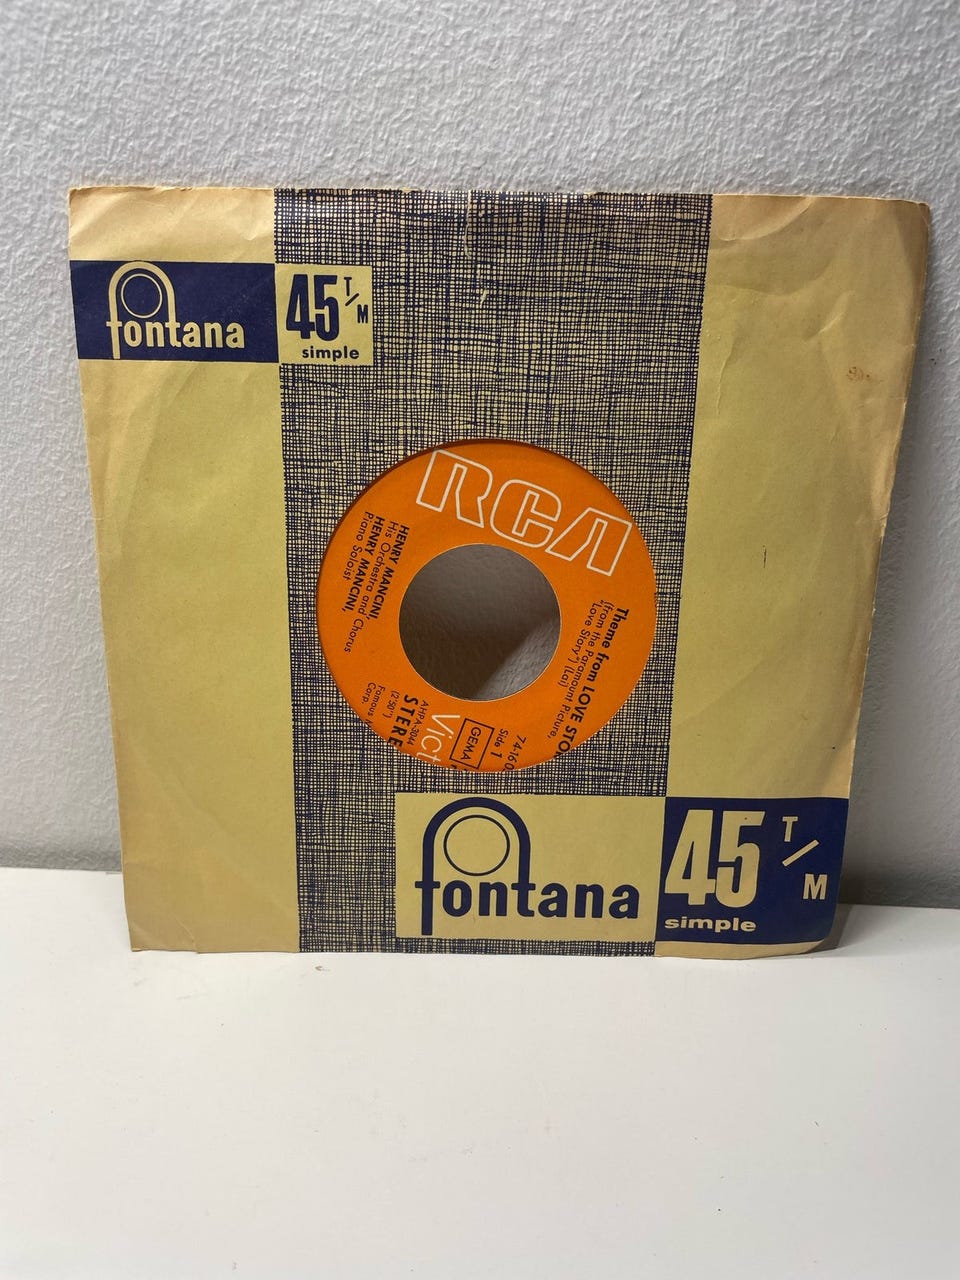 fontana
45 T/M
simple
RCA
HENRY MANCINI,
His Orchestra and Chorus
HENRY MANCINI,
Piano Soloist
Theme from LOVE STO
(from the Paramount Picture,
"Love Story") (Lai)
74-16 0
Side 1
GEMA
Vict
STERE
(2'50")
AHPA-3044
Famous
Corp.
fontana
45 T/M
simple